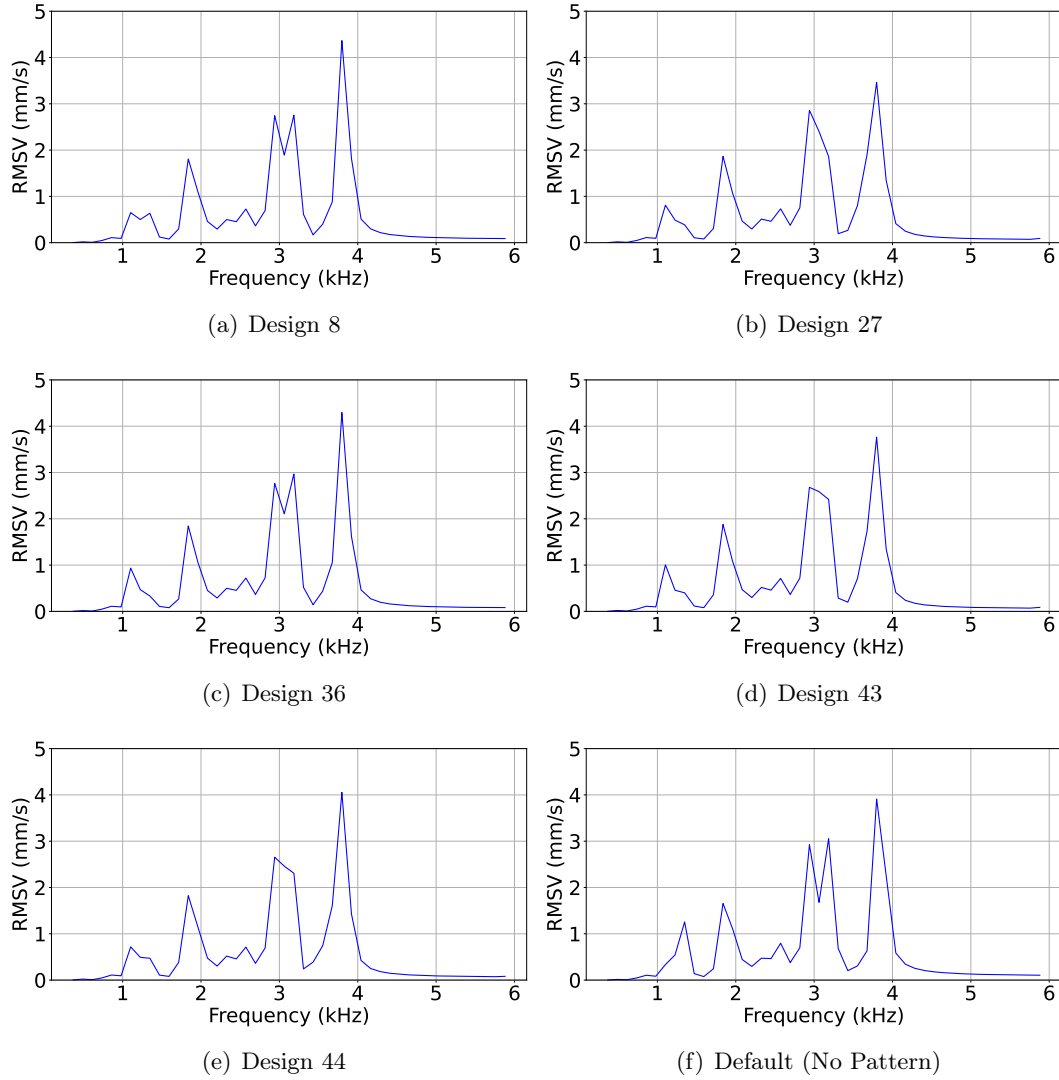 5
4
3
2
1
0
RMSV (mm/s)
1 2 3 4 5 6
Frequency (kHz)
(a) Design 8
5
4
3
2
1
0
RMSV (mm/s)
1 2 3 4 5 6
Frequency (kHz)
(b) Design 27
5
4
3
2
1
0
RMSV (mm/s)
1 2 3 4 5 6
Frequency (kHz)
(c) Design 36
5
4
3
2
1
0
RMSV (mm/s)
1 2 3 4 5 6
Frequency (kHz)
(d) Design 43
5
4
3
2
1
0
RMSV (mm/s)
1 2 3 4 5 6
Frequency (kHz)
(e) Design 44
5
4
3
2
1
0
RMSV (mm/s)
1 2 3 4 5 6
Frequency (kHz)
(f) Default (No Pattern)